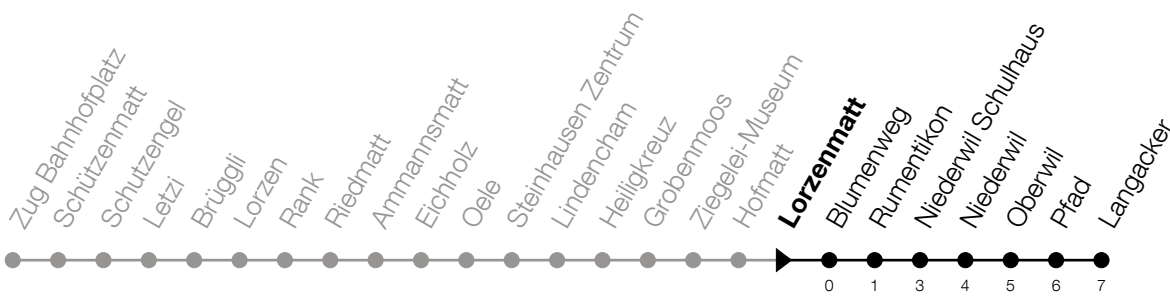 Zug Bahnhofplatz
Schützenmatt
Schutzengel
Letzi
Brüggli
Lorzen
Rank
Riedmatt
Ammannsmatt
Eichholz
Oele
Steinhausen Zentrum
Lindencham
Heiligkreuz
Grobenmoos
Ziegelei-Museum
Hofmatt
Lorzenmatt
Blumenweg
Rumentikon
Niederwil Schulhaus
Niederwil
Oberwil
Pfad
Langacker
0 1 3 4 5 6 7